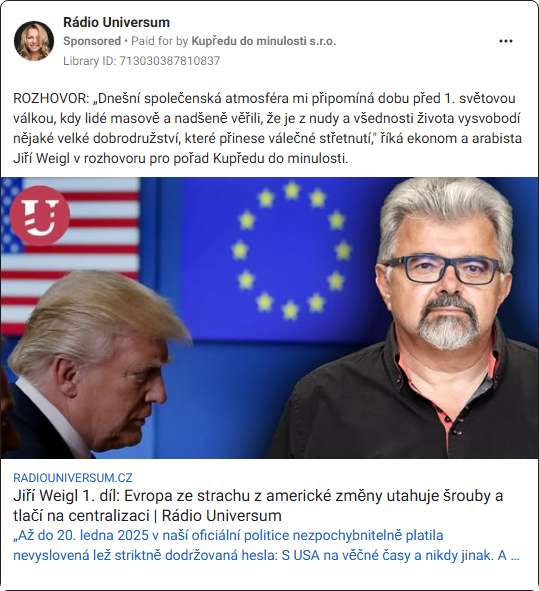 Rádio Universum
Sponsored • Paid for by Kupředu do minulosti s.r.o.
Library ID: 713030387810837
ROZHOVOR: „Dnešní společenská atmosféra mi připomíná dobu před 1. světovou
válkou, kdy lidé masově a nadšeně věřili, že je z nudy a všednosti života vysvobodí
nějaké velké dobrodružství, které přinese válečné střetnutí," říká ekonom a arabista
Jiří Weigl v rozhovoru pro pořad Kupředu do minulosti.
U
RADIOUNIVERSUM.CZ
Jiří Weigl 1. díl: Evropa ze strachu z americké změny utahuje šrouby a
tlačí na centralizaci | Rádio Universum
„Až do 20. ledna 2025 v naší oficiální politice nezpochybnitelně platila
nevyslovená lež striktně dodržovaná hesla: S USA na věčné časy a nikdy jinak. A ...